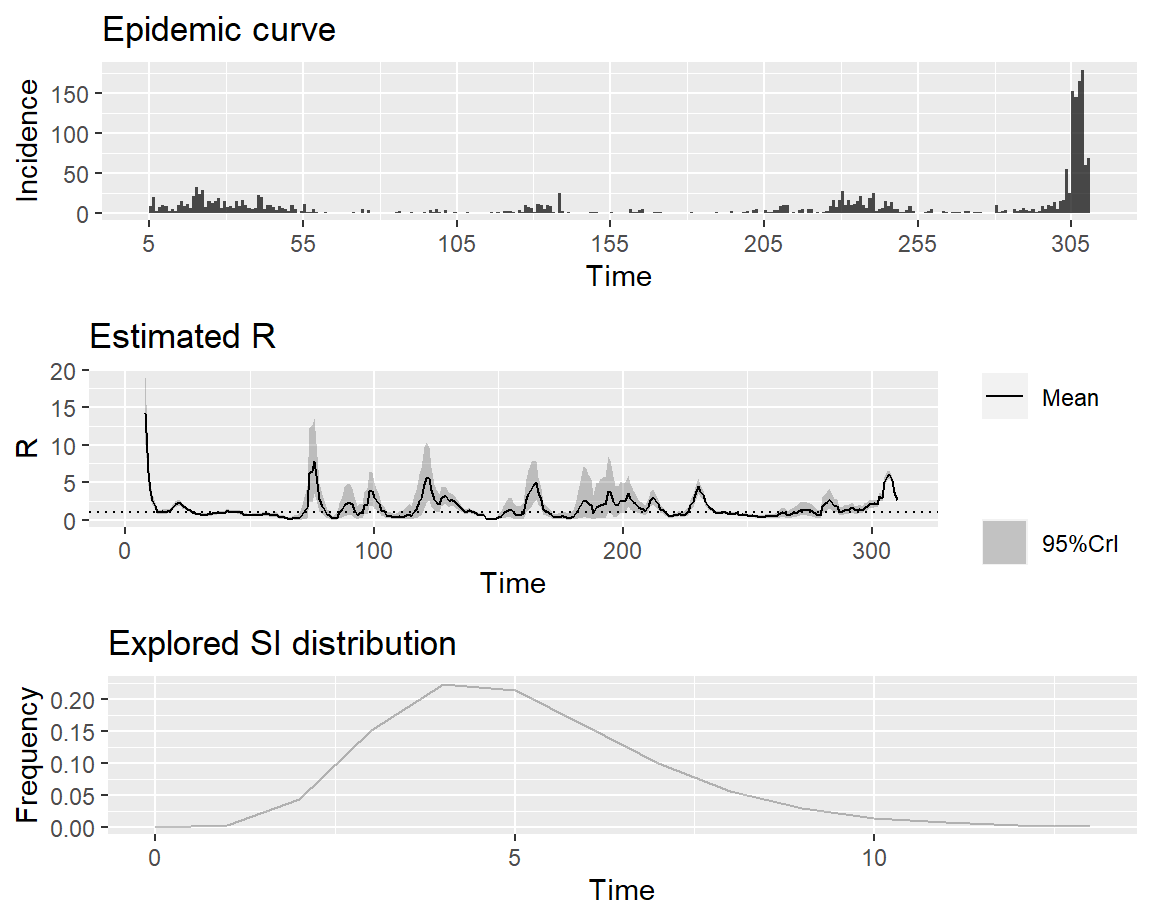 Epidemic curve
Incidence
150
100
50
0
5 55 105 155 205 255 305
Time
Estimated R
R
20
15
10
5
0
0 100 200 300
Time
Mean
95%CrI
Explored SI distribution
Frequency
0.20
0.15
0.10
0.05
0.00
0 5 10
Time